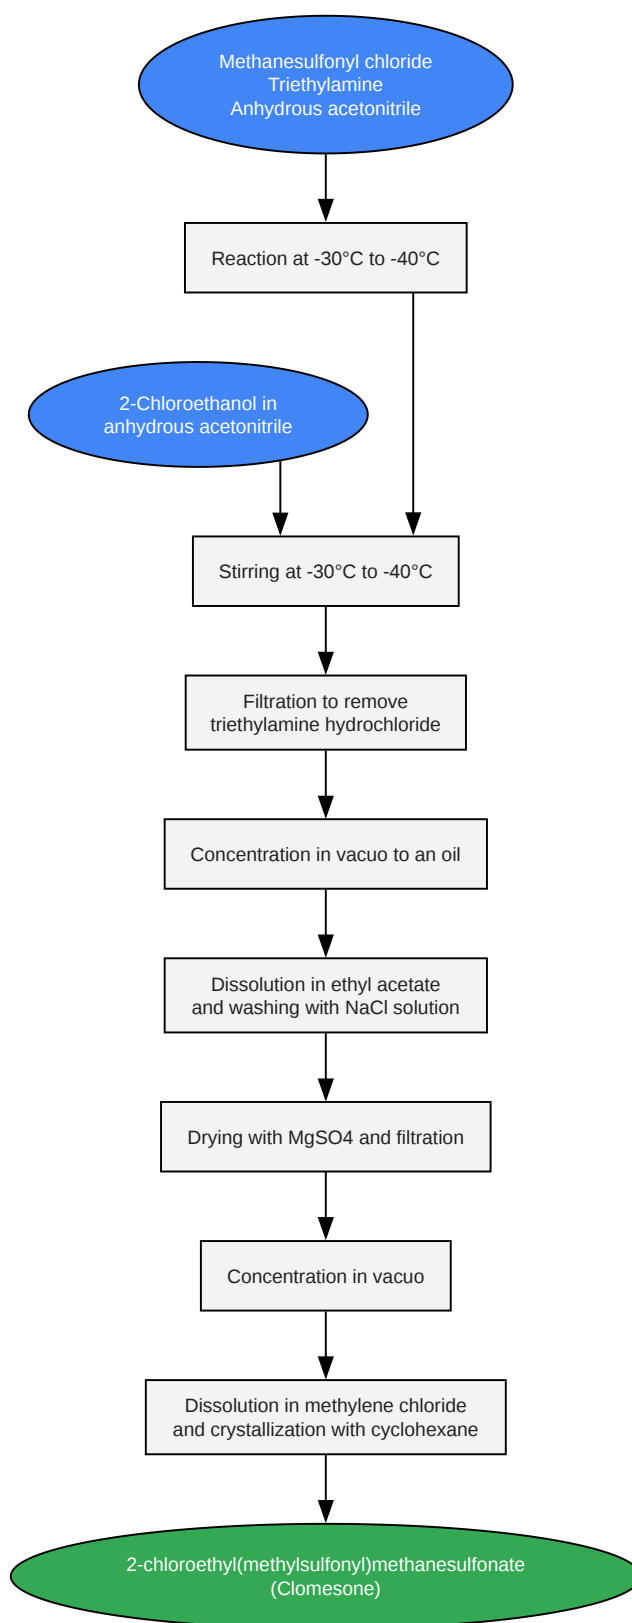 Methanesulfonyl chloride
Triethylamine
Anhydrous acetonitrile
Reaction at -30°C to -40°C
2-Chloroethanol in
anhydrous acetonitrile
Stirring at -30°C to -40°C
Filtration to remove
triethylamine hydrochloride
Concentration in vacuo to an oil
Dissolution in ethyl acetate
and washing with NaCl solution
Drying with MgSO4 and filtration
Concentration in vacuo
Dissolution in methylene chloride
and crystallization with cyclohexane
2-chloroethyl(methylsulfonyl)methanesulfonate
(Clomesone)